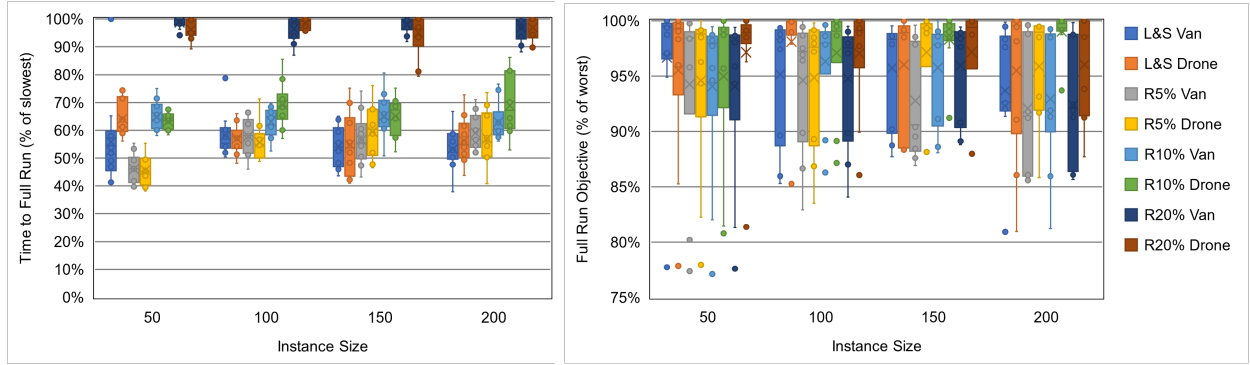 Time to Full Run (% of slowest)
100%
90%
80%
70%
60%
50%
40%
30%
20%
10%
0%
50
100
150
200
Instance Size
Full Run Objective (% of worst)
100%
95%
90%
85%
80%
75%
50
100
150
200
Instance Size
L&S Van
L&S Drone
R5% Van
R5% Drone
R10% Van
R10% Drone
R20% Van
R20% Drone